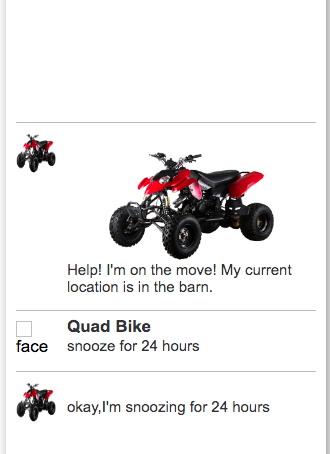 Help! I'm on the move! My current
location is in the barn.
Quad Bike
face
snooze for 24 hours
okay,I'm snoozing for 24 hours